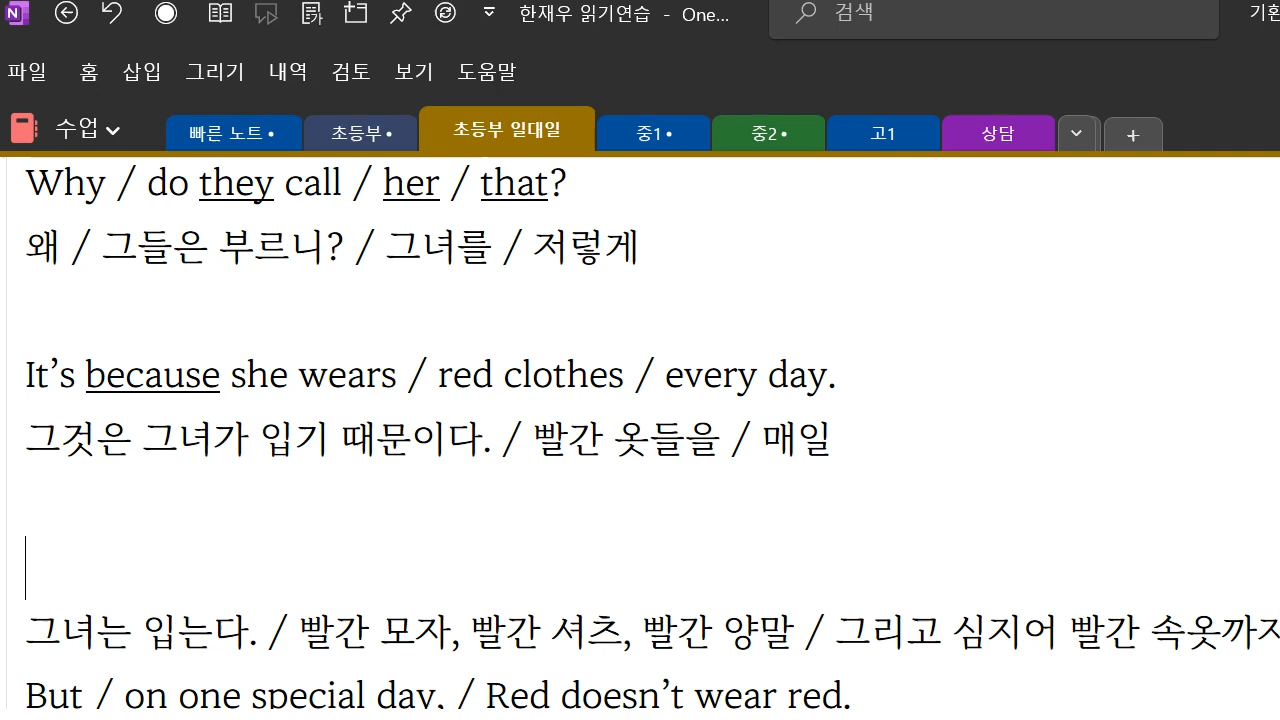 N 한재우 읽기연습 - One... 검색 기환
파일 홈 삽입 그리기 내역 검토 보기 도움말
수업 빠른 노트 • 초등부 • 초등부 일대일 중1 • 중2 • 고1 상담 +
Why / do they call / her / that?
왜 / 그들은 부르니? / 그녀를 / 저렇게
It’s because she wears / red clothes / every day.
그것은 그녀가 입기 때문이다. / 빨간 옷들을 / 매일
그녀는 입는다. / 빨간 모자, 빨간 셔츠, 빨간 양말 / 그리고 심지어 빨간 속옷까지
But / on one special day, / Red doesn’t wear red.